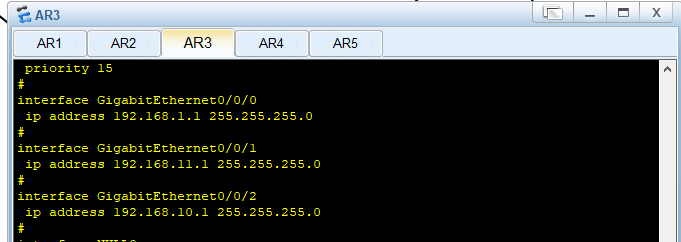 AR3
X
AR1 AR2 AR3 AR4 AR5
priority 15
#
interface GigabitEthernet0/0/0
ip address 192.168.1.1 255.255.255.0
#
interface GigabitEthernet0/0/1
ip address 192.168.11.1 255.255.255.0
#
interface GigabitEthernet0/0/2
ip address 192.168.10.1 255.255.255.0
#